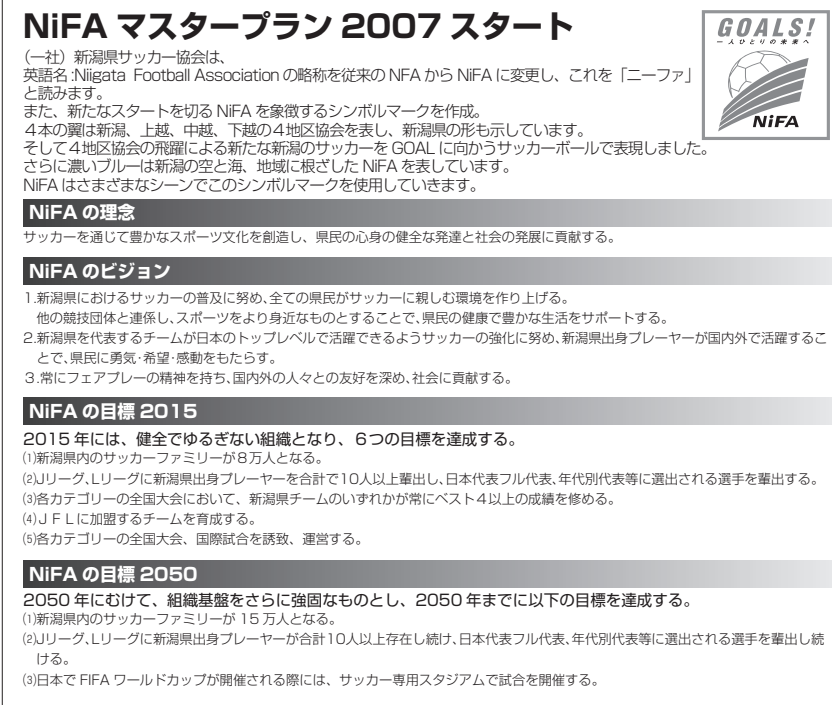 NiFA マスタープラン 2007 スタート
GOALS!
一人ひとりの未来へ
NiFA
（一社）新潟県サッカー協会は、
英語名:Niigata Football Association の略称を従来の NFA から NiFA に変更し、これを「ニーファ」
と読みます。
また、新たなスタートを切る NiFA を象徴するシンボルマークを作成。
４本の翼は新潟、上越、中越、下越の４地区協会を表し、新潟県の形も示しています。
そして４地区協会の飛躍による新たな新潟のサッカーを GOAL に向かうサッカーボールで表現しました。
さらに濃いブルーは新潟の空と海、地域に根ざした NiFA を表しています。
NiFA はさまざまなシーンでこのシンボルマークを使用していきます。
NiFA の理念
サッカーを通じて豊かなスポーツ文化を創造し、県民の心身の健全な発達と社会の発展に貢献する。
NiFA のビジョン
1.新潟県におけるサッカーの普及に努め、全ての県民がサッカーに親しむ環境を作り上げる。
他の競技団体と連係し、スポーツをより身近なものとすることで、県民の健康で豊かな生活をサポートする。
2.新潟県を代表するチームが日本のトップレベルで活躍できるようサッカーの強化に努め、新潟県出身プレーヤーが国内外で活躍するこ
とで、県民に勇気･希望･感動をもたらす。
３.常にフェアプレーの精神を持ち、国内外の人々との友好を深め、社会に貢献する。
NiFA の目標 2015
2015 年には、健全でゆるぎない組織となり、６つの目標を達成する。
⑴新潟県内のサッカーファミリーが８万人となる。
⑵Jリーグ、Lリーグに新潟県出身プレーヤーを合計で10人以上輩出し、日本代表フル代表、年代別代表等に選出される選手を輩出する。
⑶各カテゴリーの全国大会において、新潟県チームのいずれかが常にベスト４以上の成績を修める。
⑷ＪＦＬに加盟するチームを育成する。
⑸各カテゴリーの全国大会、国際試合を誘致、運営する。
NiFA の目標 2050
2050 年にむけて、組織基盤をさらに強固なものとし、2050 年までに以下の目標を達成する。
⑴新潟県内のサッカーファミリーが 15 万人となる。
⑵Jリーグ、Lリーグに新潟県出身プレーヤーが合計10人以上存在し続け、日本代表フル代表、年代別代表等に選出される選手を輩出し続
ける。
⑶日本で FIFA ワールドカップが開催される際には、サッカー専用スタジアムで試合を開催する。